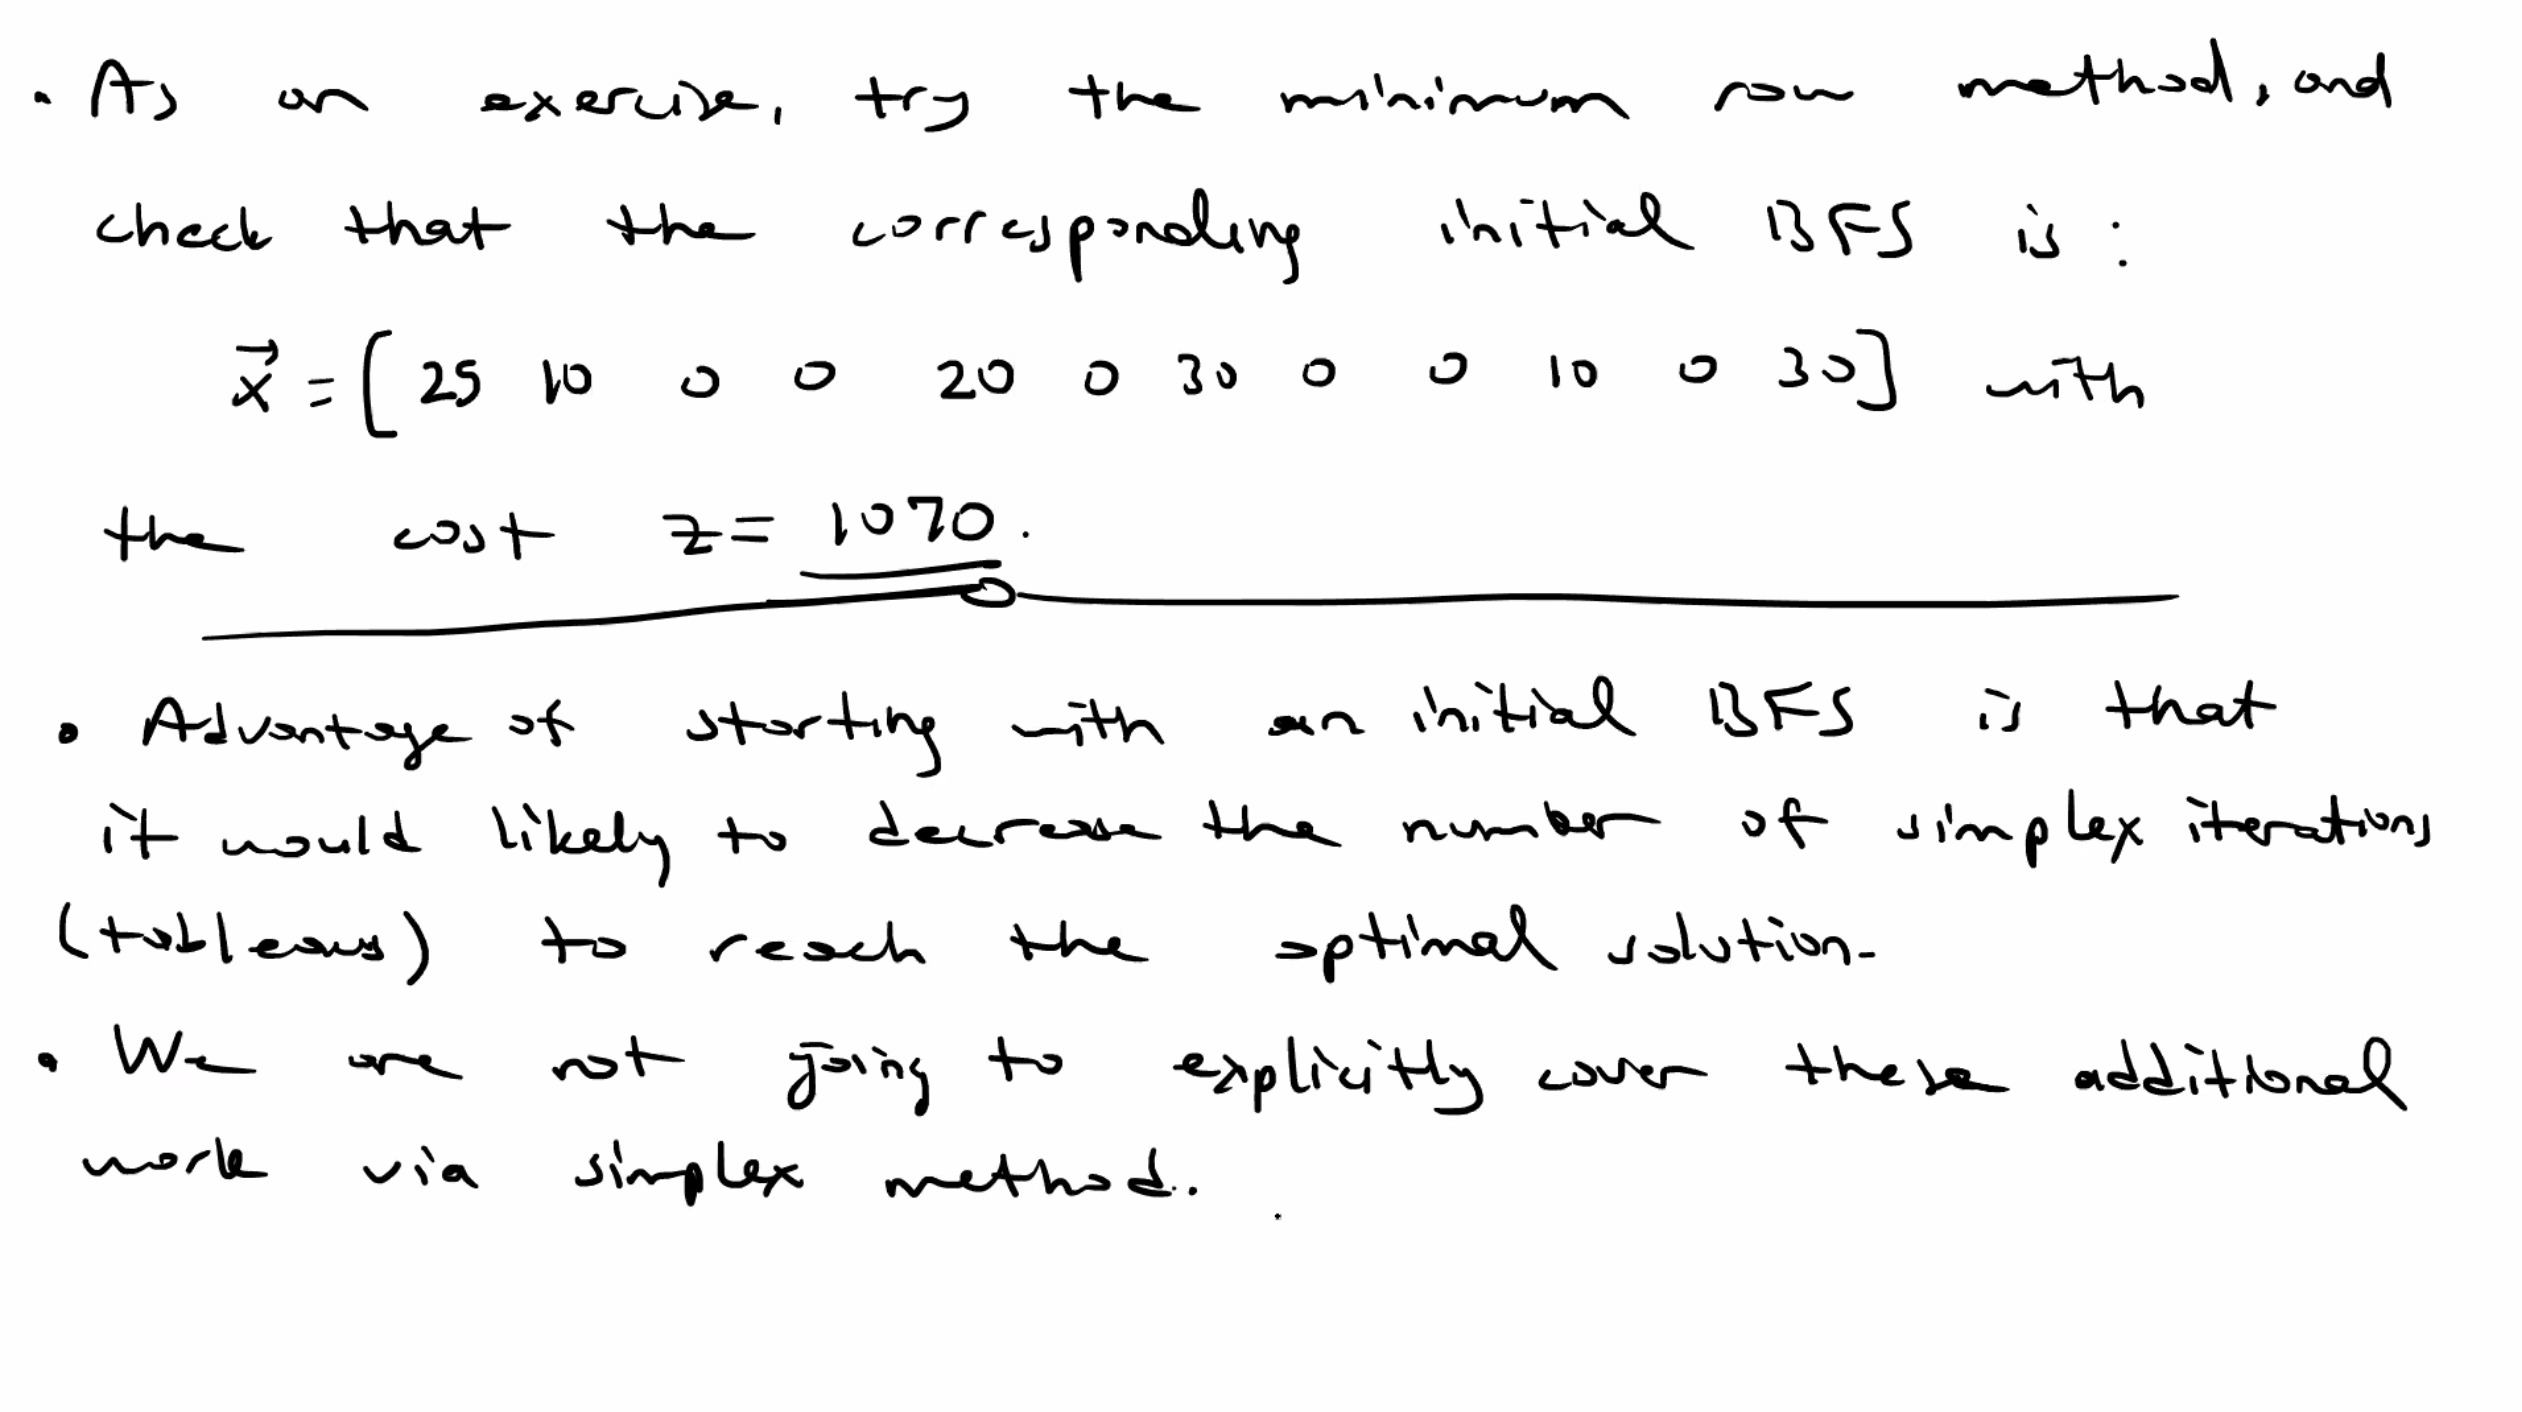 • As an exercise, try the minimum row method, and
check that the corresponding initial BFS is :
x⃗ = [ 25 10 0 0 20 0 30 0 0 10 0 30 ] with
the cost z = 1070.
• Advantage of starting with an initial BFS is that
it would likely to decrease the number of simplex iterations
(tableaus) to reach the optimal solution.
• We are not going to explicitly cover these additional
work via simplex method.